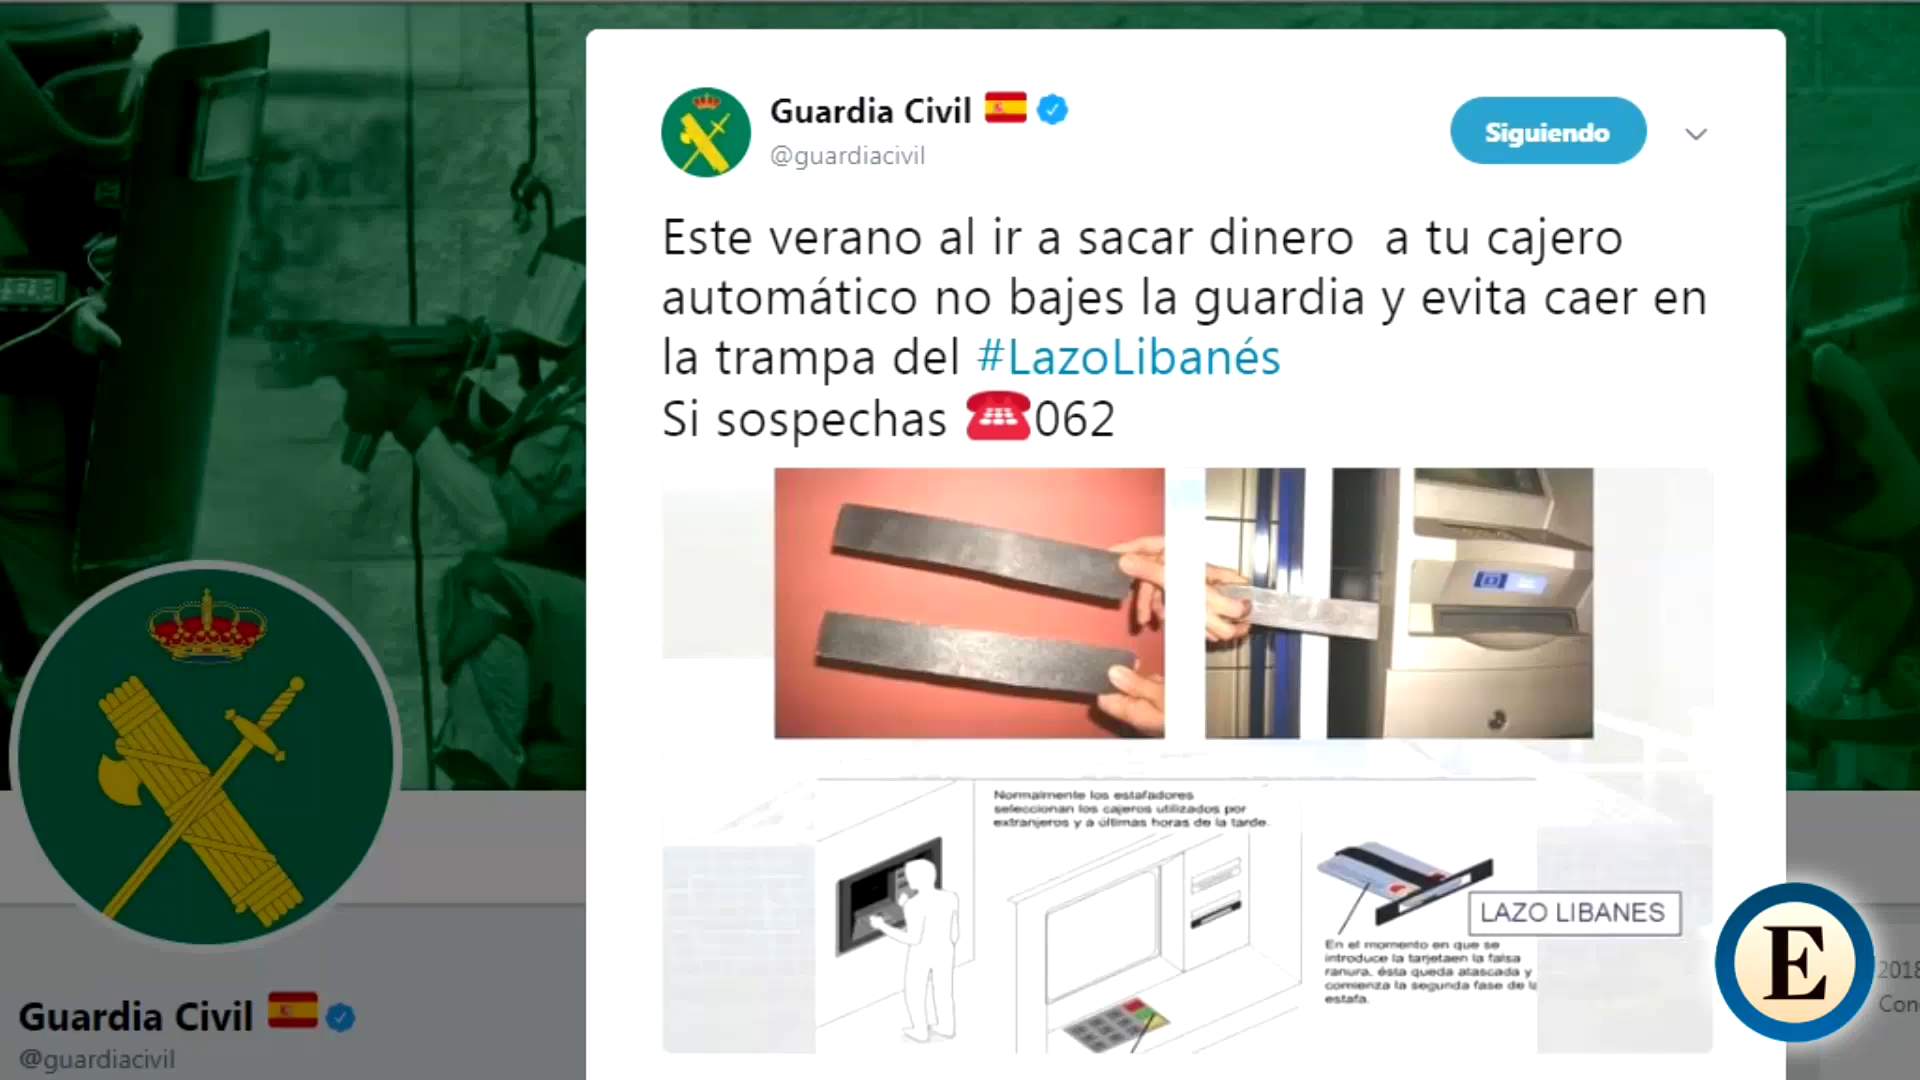 Guardia Civil
@guardiacivil
Siguiendo
Este verano al ir a sacar dinero a tu cajero
automático no bajes la guardia y evita caer en
la trampa del #LazoLibanés
Si sospechas 062
Normalmente los estafadores
seleccionan los cajeros utilizados por
extranjeros y a últimas horas de la tarde.
LAZO LIBANES
En el momento en que se
introduce la tarjetaen la falsa
ranura, ésta queda atascada y
comienza la segunda fase de la
estafa.
Guardia Civil
@guardiacivil
E
2018
Con